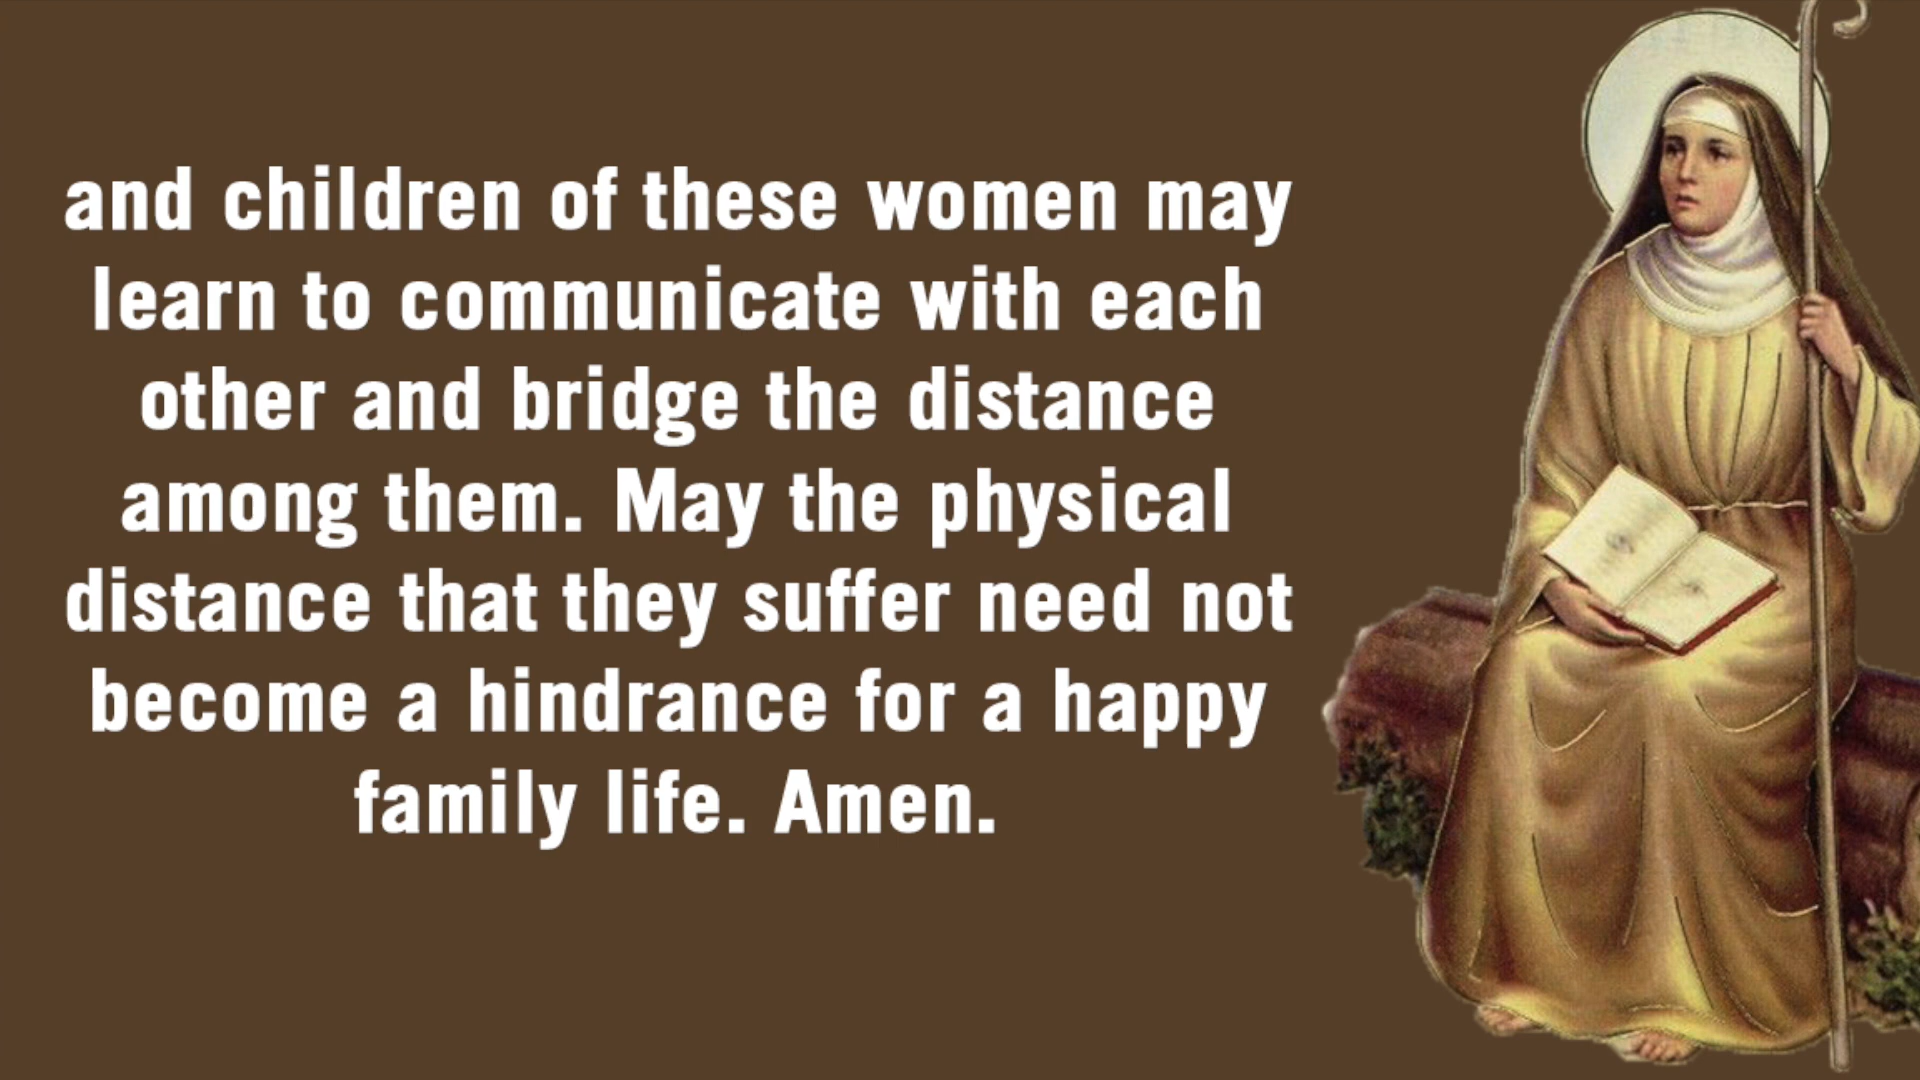 and children of these women may
learn to communicate with each
other and bridge the distance
among them. May the physical
distance that they suffer need not
become a hindrance for a happy
family life. Amen.